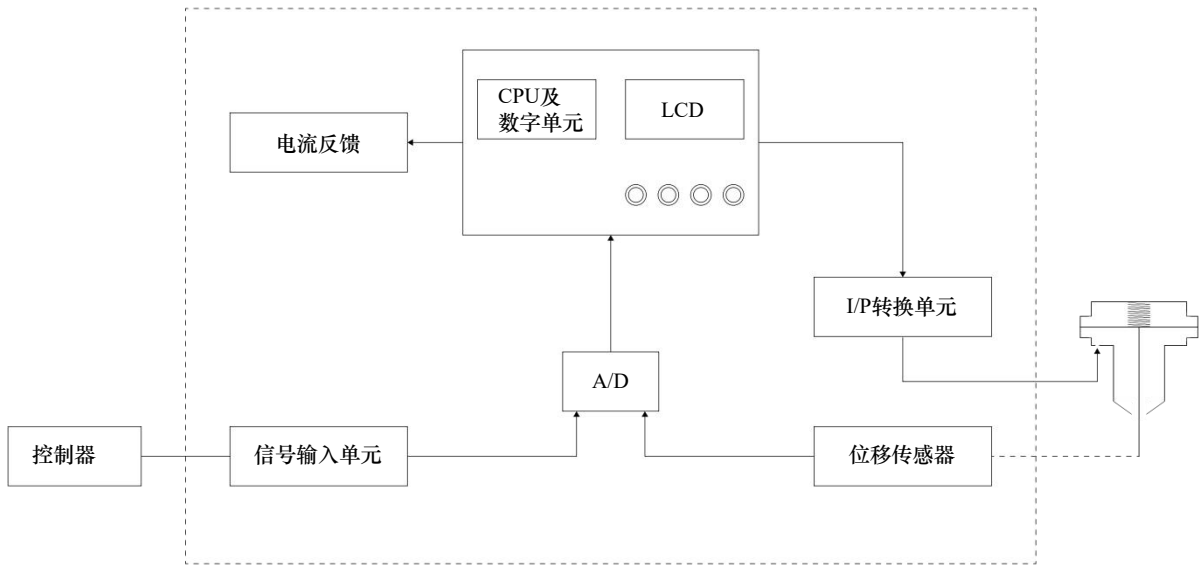 CPU及
数字单元
LCD
电流反馈
I/P转换单元
A/D
控制器
信号输入单元
位移传感器